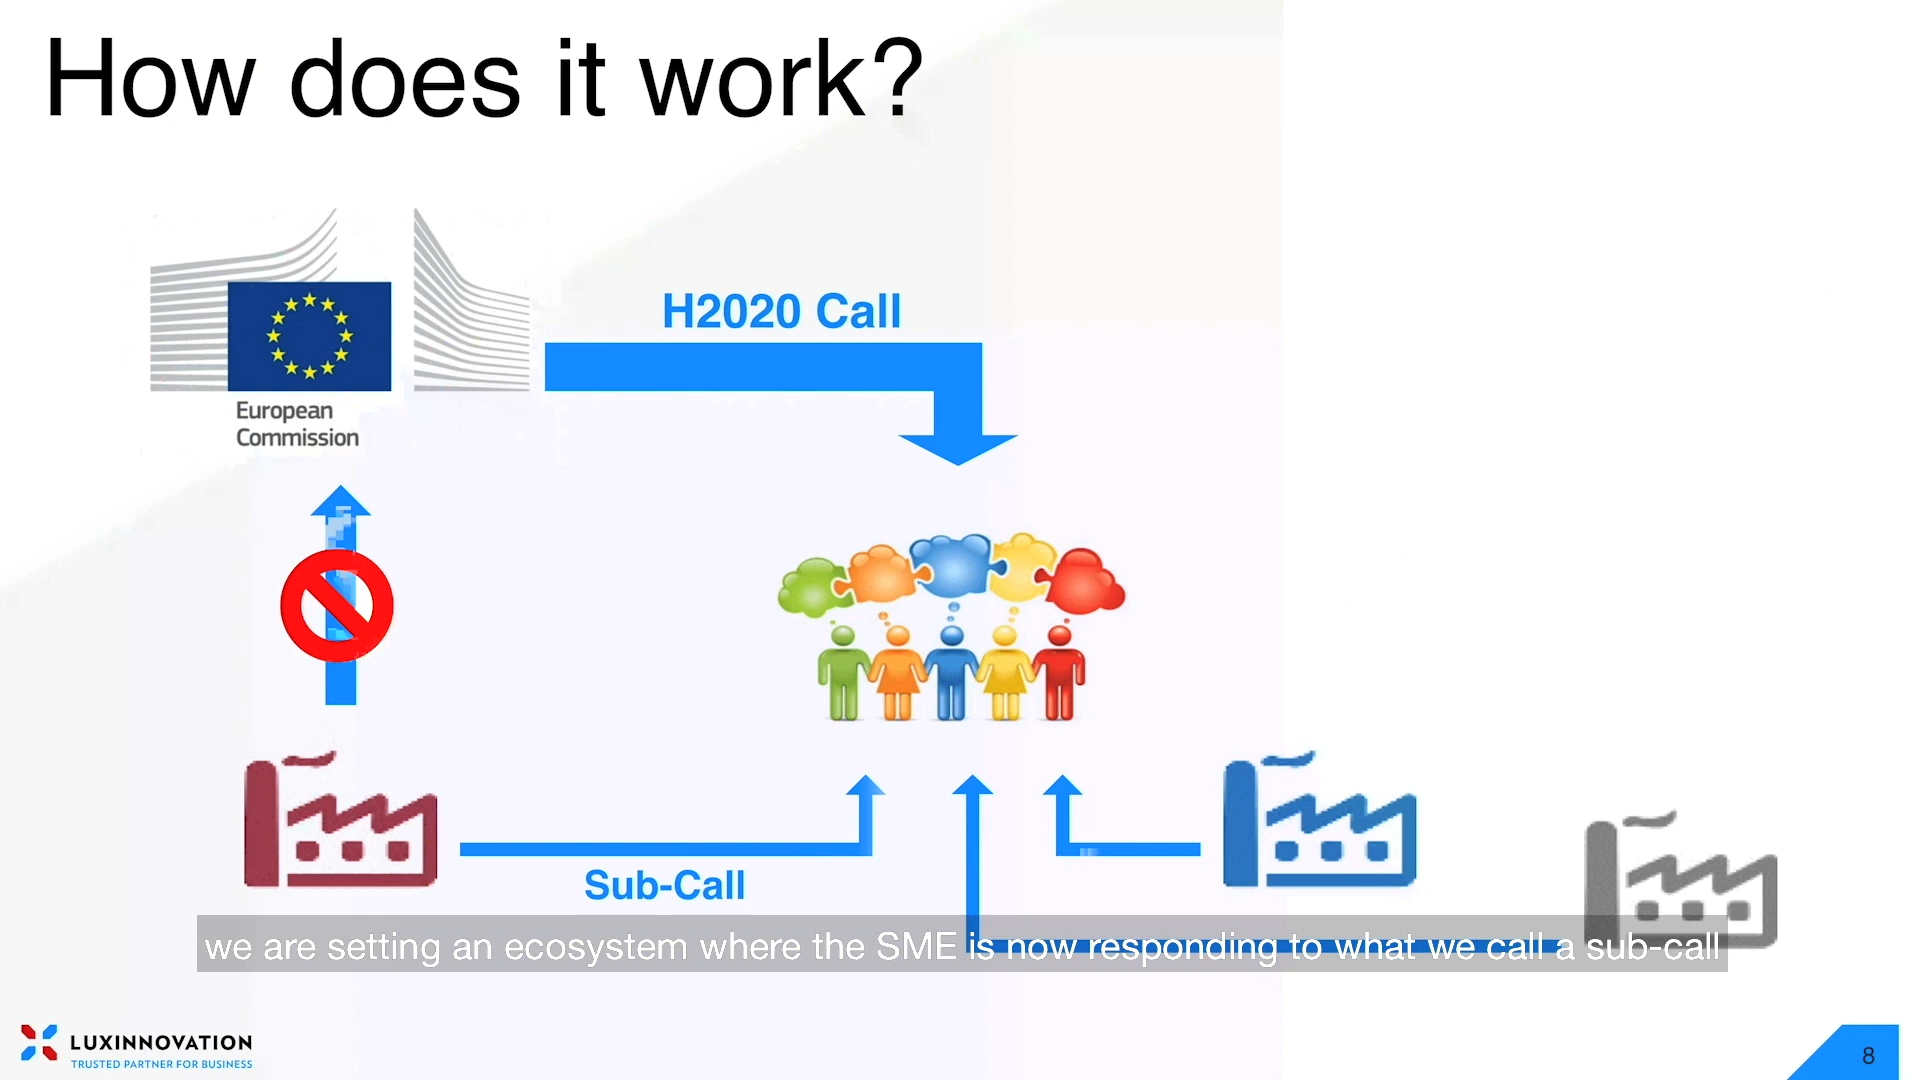 How does it work?
H2020 Call
European
Commission
Sub-Call
we are setting an ecosystem where the SME is now responding to what we call a sub-call
LUXINNOVATION
TRUSTED PARTNER FOR BUSINESS
8